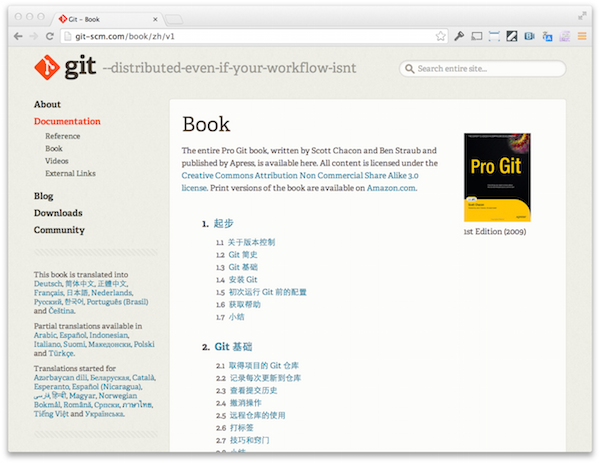 Git - Book
git-scm.com/book/zh/v1
git --distributed-even-if-your-workflow-isnt
Search entire site...
About
Documentation
Reference
Book
Videos
External Links
Blog
Downloads
Community
This book is translated into
Deutsch, 简体中文, 正體中文,
Français, 日本語, Nederlands,
Русский, 한국어, Português (Brasil)
and Čeština.
Partial translations available in
Arabic, Español, Indonesian,
Italiano, Suomi, Македонски, Polski
and Türkçe.
Translations started for
Azərbaycan dili, Беларуская, Català,
Esperanto, Español (Nicaragua),
فارسی, हिन्दी, Magyar, Norwegian
Bokmål, Română, Српски, ภาษาไทย,
Tiếng Việt and Українська.
Book
The entire Pro Git book, written by Scott Chacon and Ben Straub and
published by Apress, is available here. All content is licensed under the
Creative Commons Attribution Non Commercial Share Alike 3.0
license. Print versions of the book are available on Amazon.com.
Pro Git
1st Edition (2009)
1. 起步
1.1 关于版本控制
1.2 Git 简史
1.3 Git 基础
1.4 安装 Git
1.5 初次运行 Git 前的配置
1.6 获取帮助
1.7 小结
2. Git 基础
2.1 取得项目的 Git 仓库
2.2 记录每次更新到仓库
2.3 查看提交历史
2.4 撤消操作
2.5 远程仓库的使用
2.6 打标签
2.7 技巧和窍门